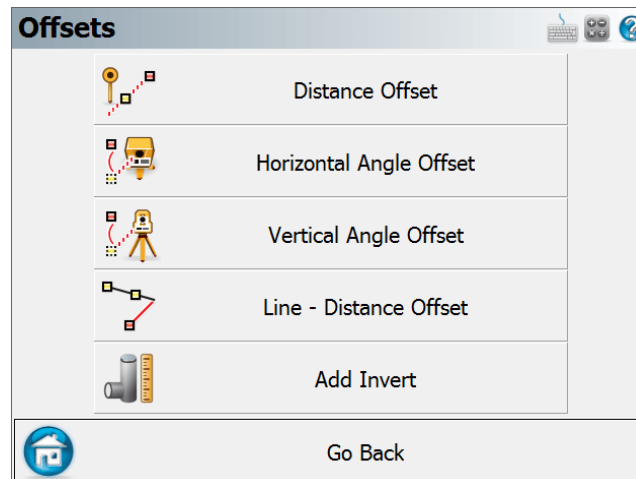 Offsets
Distance Offset
Horizontal Angle Offset
Vertical Angle Offset
Line - Distance Offset
Add Invert
Go Back